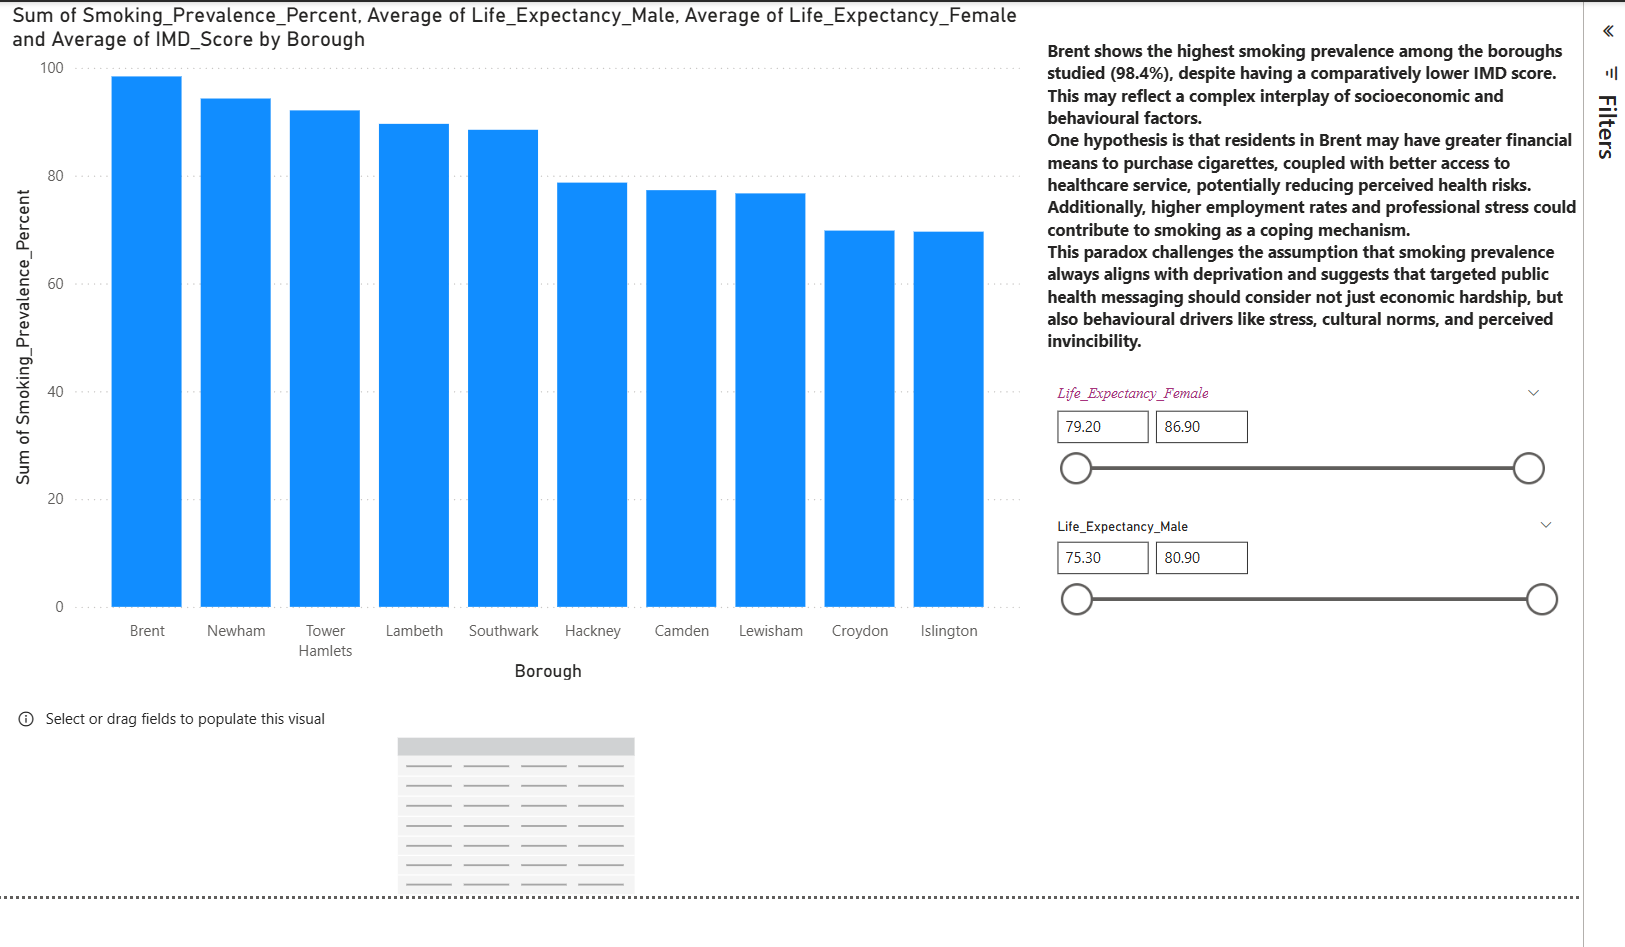 Sum of Smoking_Prevalence_Percent, Average of Life_Expectancy_Male, Average of Life_Expectancy_Female
and Average of IMD_Score by Borough
100
80
60
40
20
0
Sum of Smoking_Prevalence_Percent
Brent
Newham
Tower
Hamlets
Lambeth
Southwark
Hackney
Camden
Lewisham
Croydon
Islington
Borough
Brent shows the highest smoking prevalence among the boroughs
studied (98.4%), despite having a comparatively lower IMD score.
This may reflect a complex interplay of socioeconomic and
behavioural factors.
One hypothesis is that residents in Brent may have greater financial
means to purchase cigarettes, coupled with better access to
healthcare service, potentially reducing perceived health risks.
Additionally, higher employment rates and professional stress could
contribute to smoking as a coping mechanism.
This paradox challenges the assumption that smoking prevalence
always aligns with deprivation and suggests that targeted public
health messaging should consider not just economic hardship, but
also behavioural drivers like stress, cultural norms, and perceived
invincibility.
Life_Expectancy_Female
79.20
86.90
Life_Expectancy_Male
75.30
80.90
Select or drag fields to populate this visual
Filters